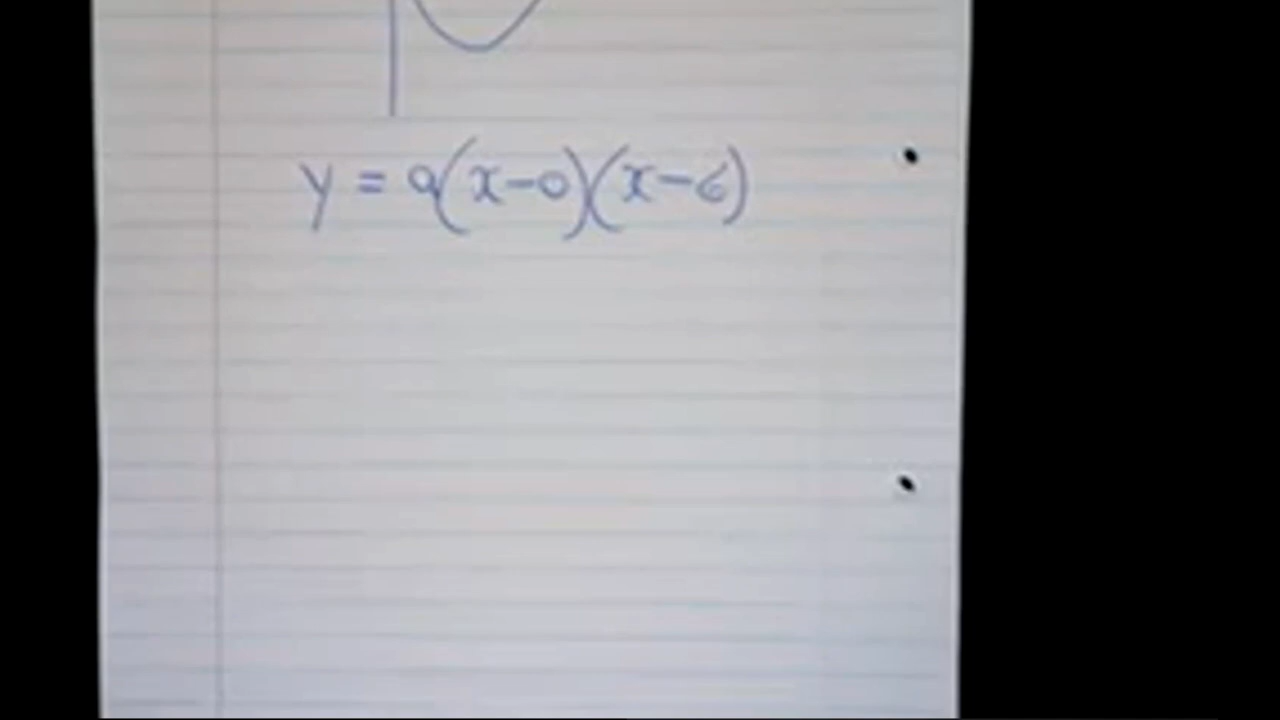 y = a(x-0)(x-6)